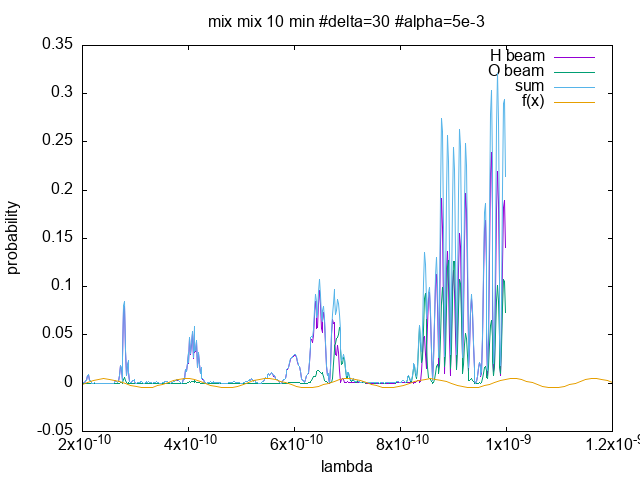 mix mix 10 min #delta=30 #alpha=5e-3
0.35
0.3
0.25
0.2
0.15
0.1
0.05
0
-0.05
2x10^-10
4x10^-10
6x10^-10
8x10^-10
1x10^-9
1.2x10^-9
probability
lambda
H beam
O beam
sum
f(x)